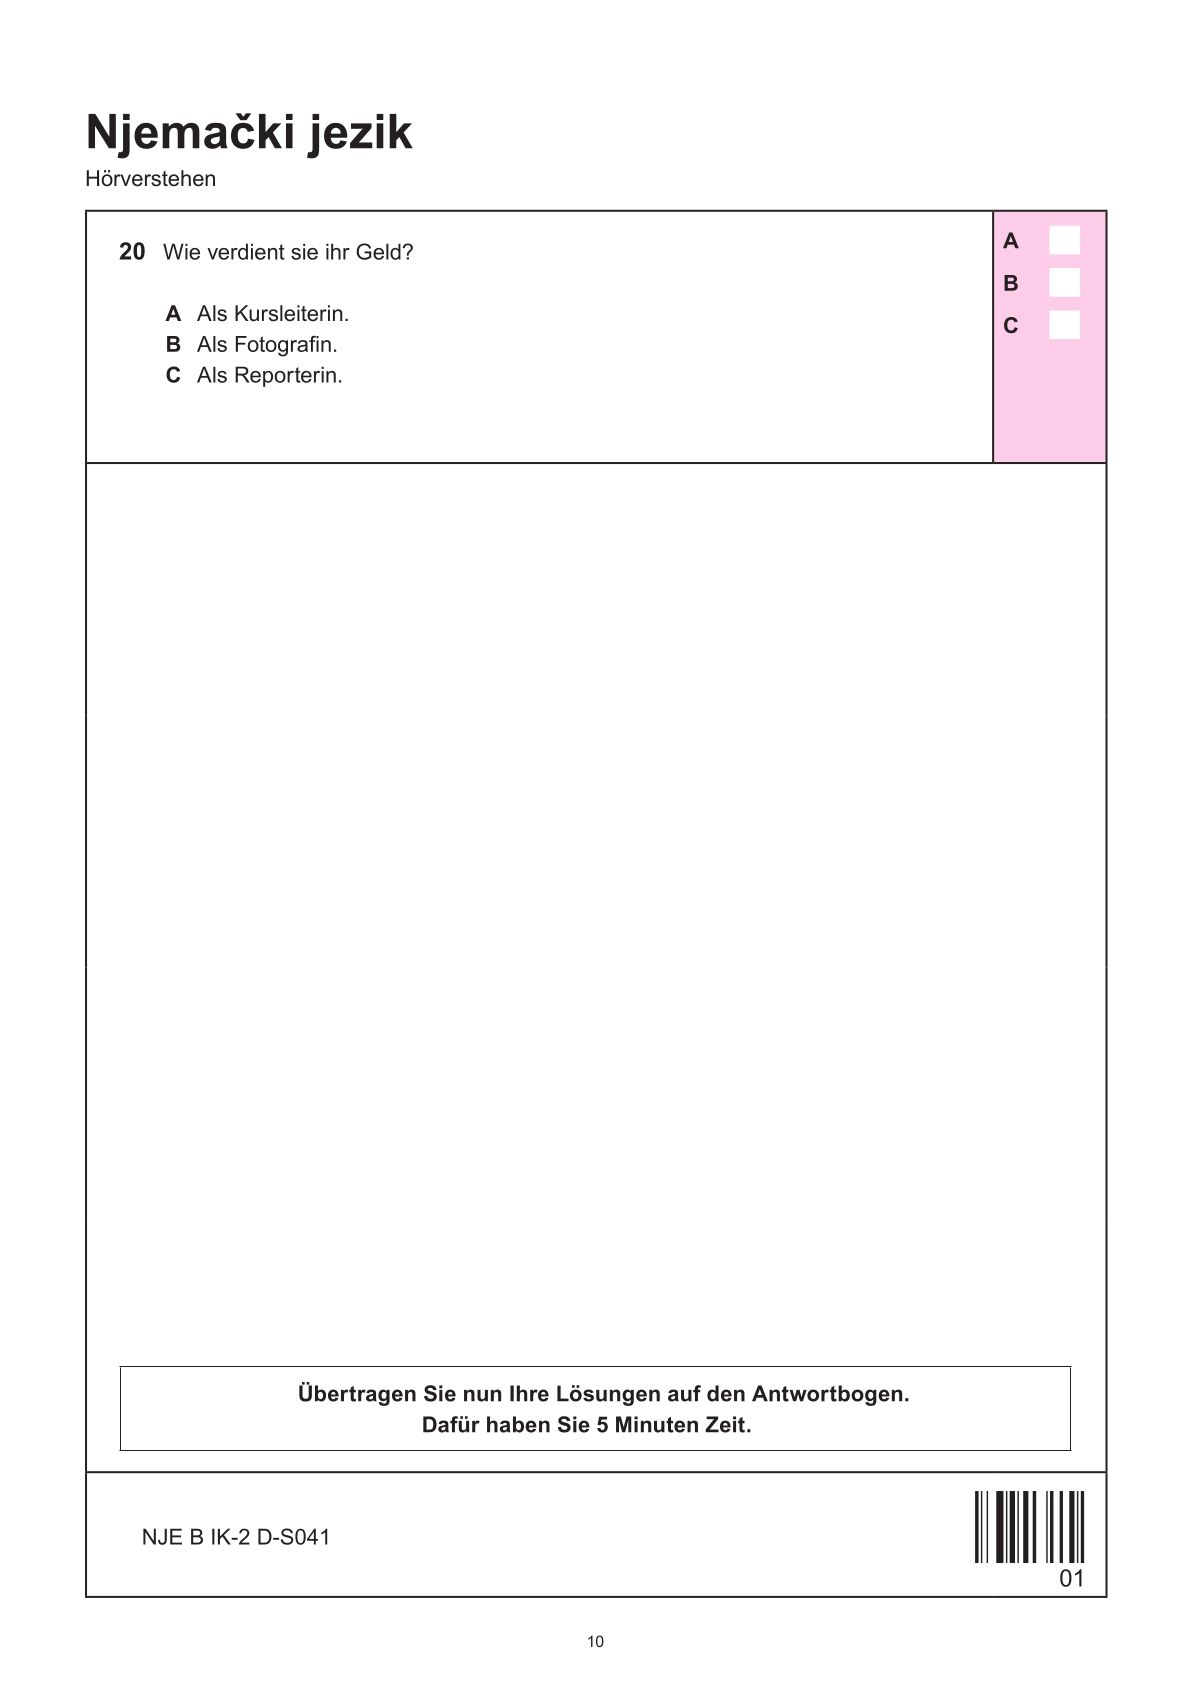 Njemački jezik
Hörverstehen
20 Wie verdient sie ihr Geld?
A Als Kursleiterin.
B Als Fotografin.
C Als Reporterin.
A
B
C
Übertragen Sie nun Ihre Lösungen auf den Antwortbogen.
Dafür haben Sie 5 Minuten Zeit.
NJE B IK-2 D-S041
01
10